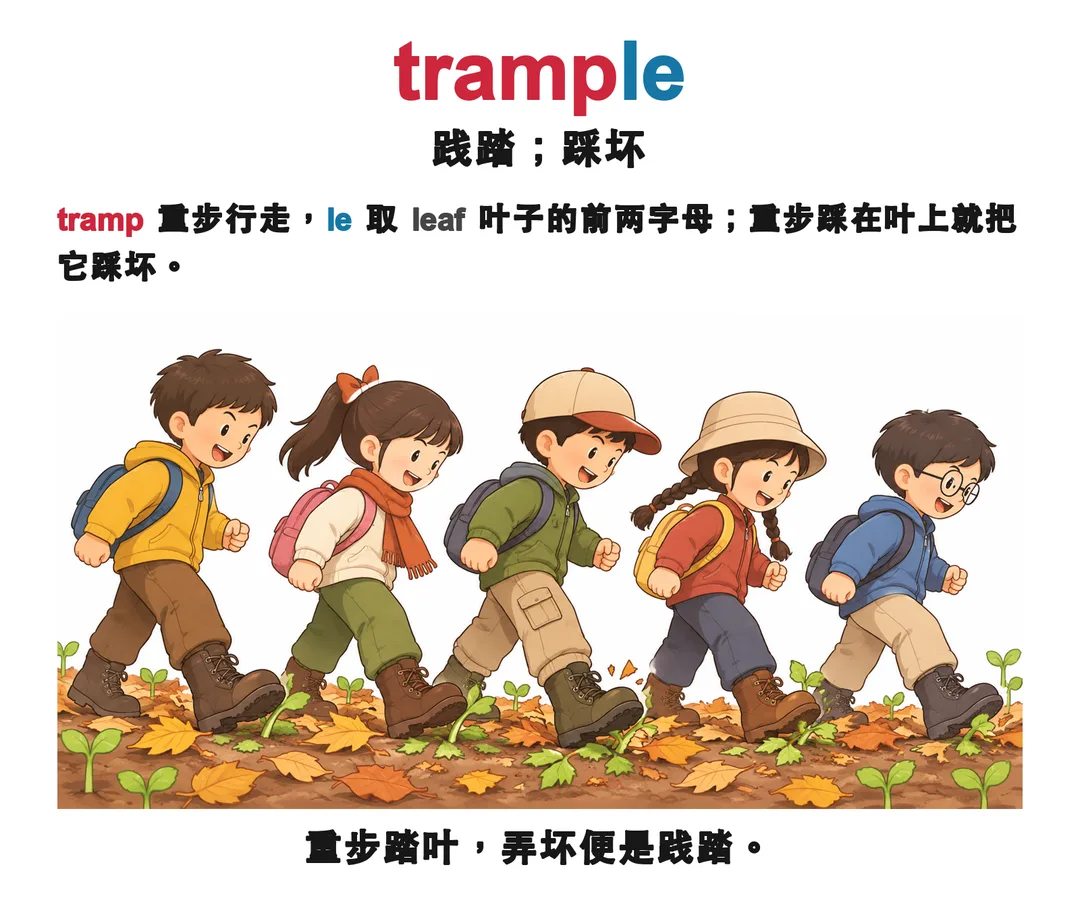 trample
践踏；踩坏
tramp 重步行走，le 取 leaf 叶子的前两字母；重步踩在叶上就把
它踩坏。
重步踏叶，弄坏便是践踏。